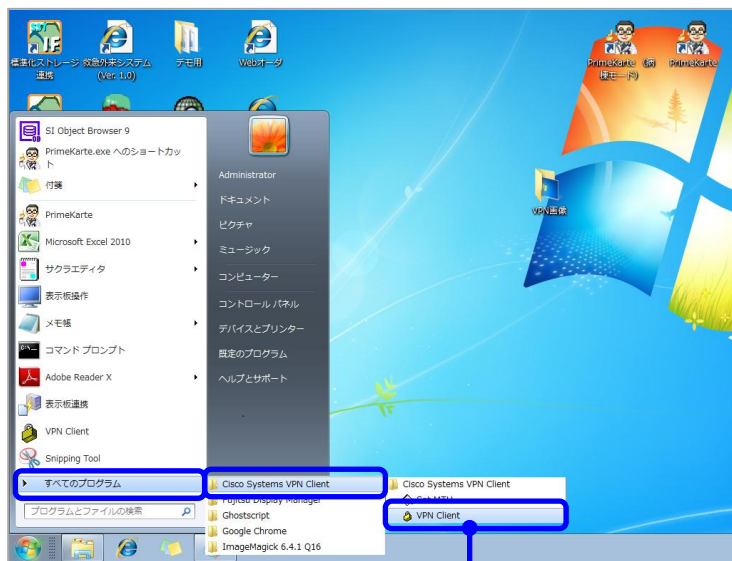 標準化ストレージ
連携
救急外来システム
(Ver. 1.0)
デモ用
Webオーダ
PrimeKarte (病
棟モード)
PrimeKarte
VPN画像
SI Object Browser 9
PrimeKarte.exe へのショートカッ
ト
付箋
PrimeKarte
Microsoft Excel 2010
サクラエディタ
表示板操作
メモ帳
コマンド プロンプト
Adobe Reader X
表示板連携
VPN Client
Snipping Tool
すべてのプログラム
プログラムとファイルの検索
Administrator
ドキュメント
ピクチャ
ミュージック
コンピューター
コントロール パネル
デバイスとプリンター
既定のプログラム
ヘルプとサポート
Cisco Systems VPN Client
Fujitsu Display Manager
Ghostscript
Google Chrome
ImageMagick 6.4.1 Q16
Cisco Systems VPN Client
Set MTU
VPN Client